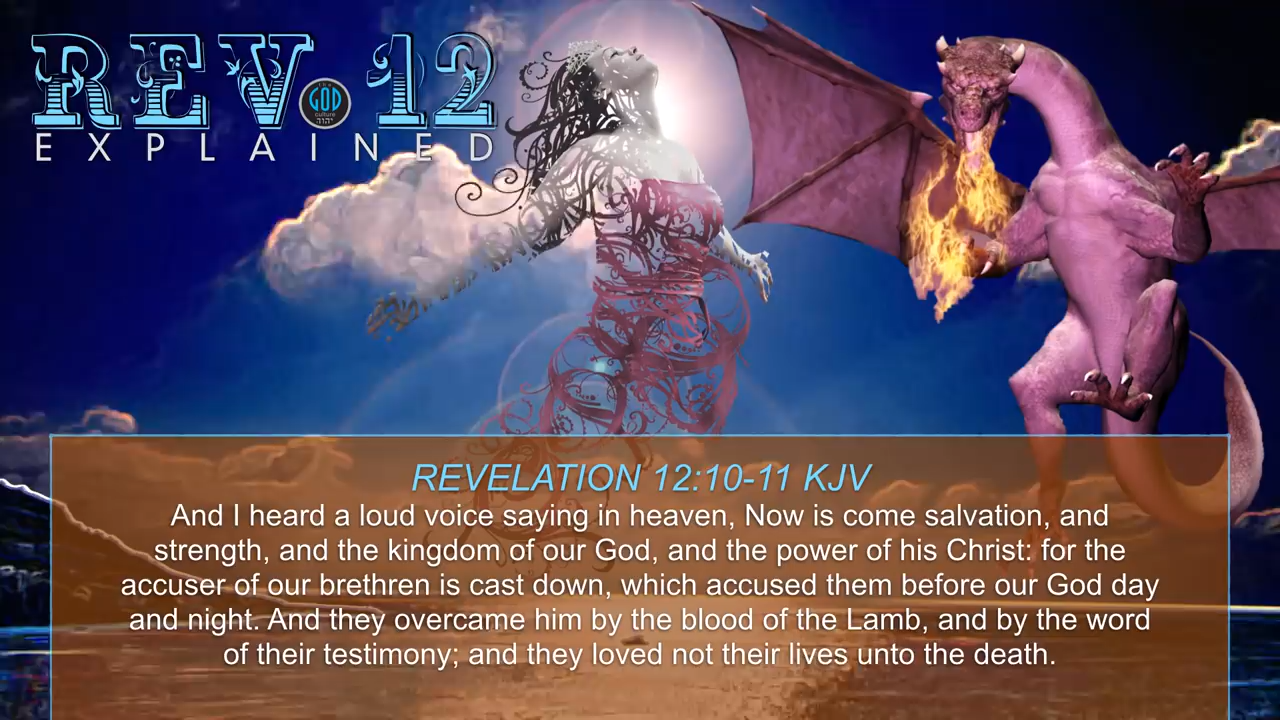 REV.12
the
GOD
culture
יהוה
EXPLAINED
REVELATION 12:10-11 KJV
And I heard a loud voice saying in heaven, Now is come salvation, and
strength, and the kingdom of our God, and the power of his Christ: for the
accuser of our brethren is cast down, which accused them before our God day
and night. And they overcame him by the blood of the Lamb, and by the word
of their testimony; and they loved not their lives unto the death.